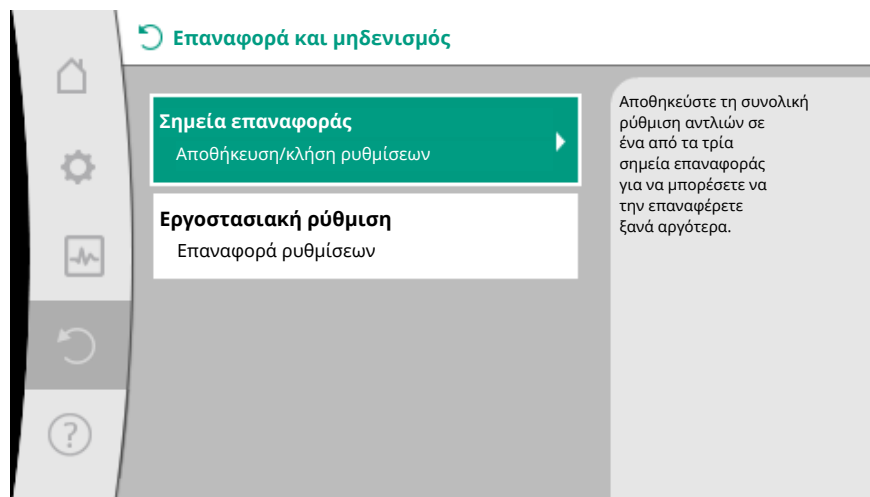 Επαναφορά και μηδενισμός
Σημεία επαναφοράς
Αποθήκευση/κλήση ρυθμίσεων
Εργοστασιακή ρύθμιση
Επαναφορά ρυθμίσεων
Αποθηκεύστε τη συνολική
ρύθμιση αντλιών σε
ένα από τα τρία
σημεία επαναφοράς
για να μπορέσετε να
την επαναφέρετε
ξανά αργότερα.
?